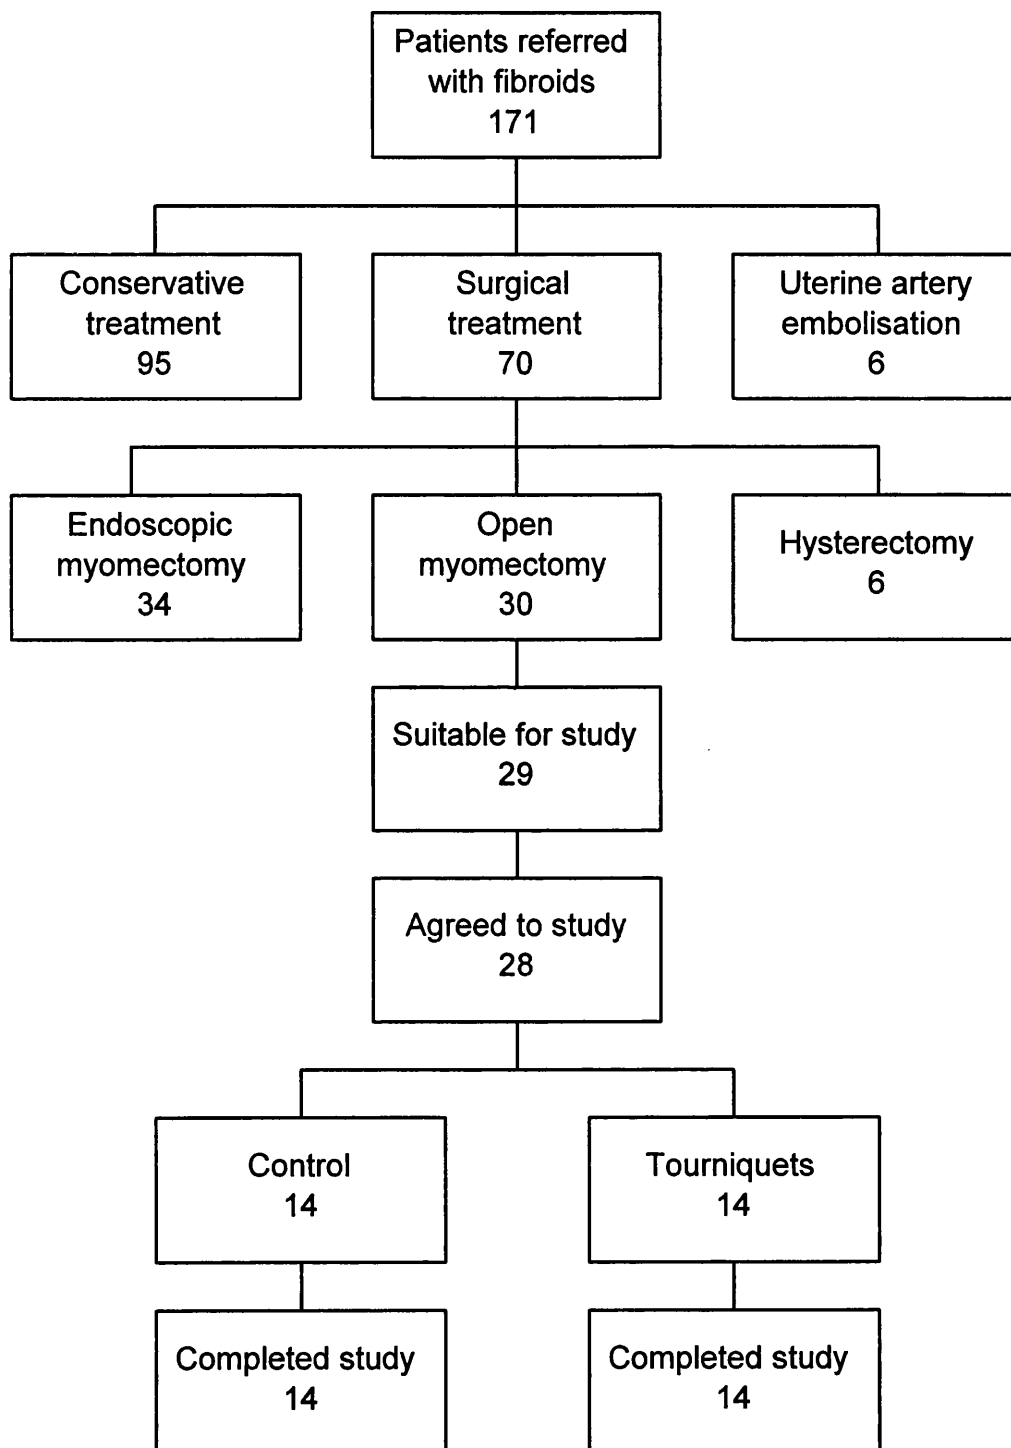 Patients referred
with fibroids
171
Conservative
treatment
95
Surgical
treatment
70
Uterine artery
embolisation
6
Endoscopic
myomectomy
34
Open
myomectomy
30
Hysterectomy
6
Suitable for study
29
Agreed to study
28
Control
14
Tourniquets
14
Completed study
14
Completed study
14